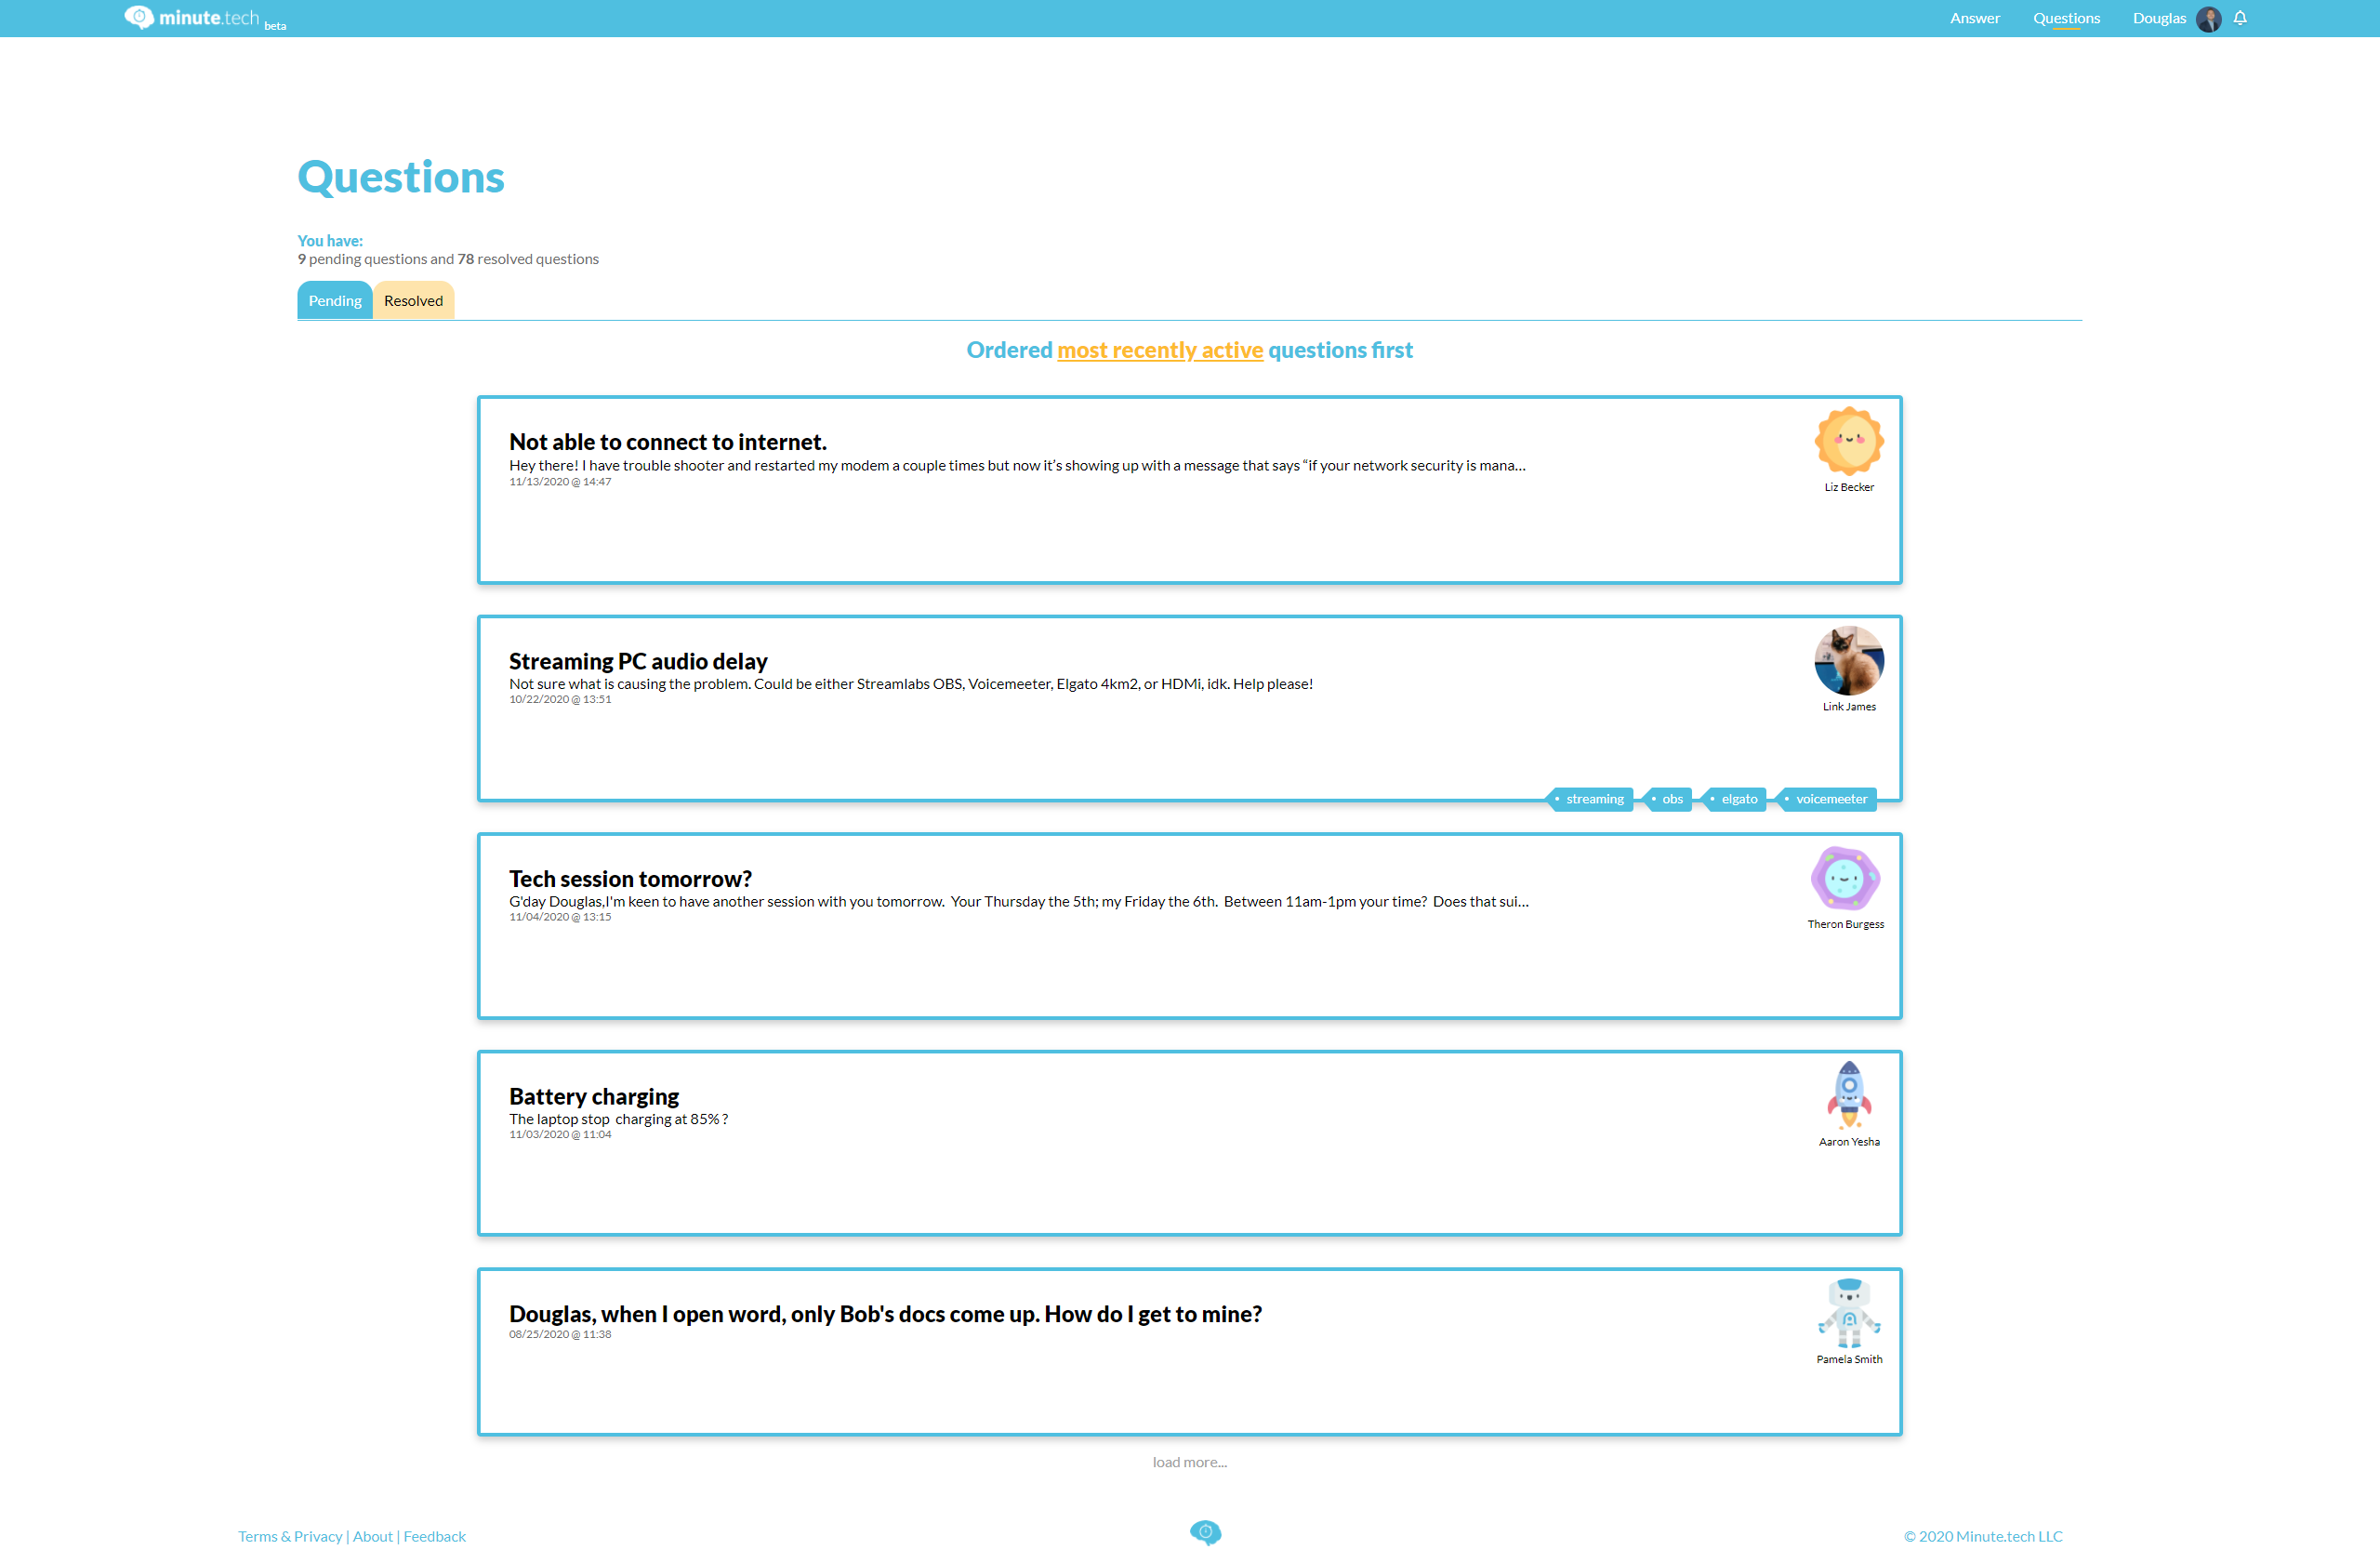 minute.tech beta
Answer Questions Douglas
Questions
You have:
9 pending questions and 78 resolved questions
Pending Resolved
Ordered most recently active questions first
Not able to connect to internet.
Hey there! I have trouble shooter and restarted my modem a couple times but now it’s showing up with a message that says “if your network security is mana...
11/13/2020 @ 14:47
Liz Becker
Streaming PC audio delay
Not sure what is causing the problem. Could be either Streamlabs OBS, Voicemeeter, Elgato 4km2, or HDMi, idk. Help please!
10/22/2020 @ 13:51
Link James
streaming obs elgato voicemeeter
Tech session tomorrow?
G'day Douglas,I'm keen to have another session with you tomorrow.  Your Thursday the 5th; my Friday the 6th.  Between 11am-1pm your time?  Does that sui...
11/04/2020 @ 13:15
Theron Burgess
Battery charging
The laptop stop  charging at 85% ?
11/03/2020 @ 11:04
Aaron Yesha
Douglas, when I open word, only Bob's docs come up. How do I get to mine?
08/25/2020 @ 11:38
Pamela Smith
load more...
Terms & Privacy | About | Feedback
© 2020 Minute.tech LLC